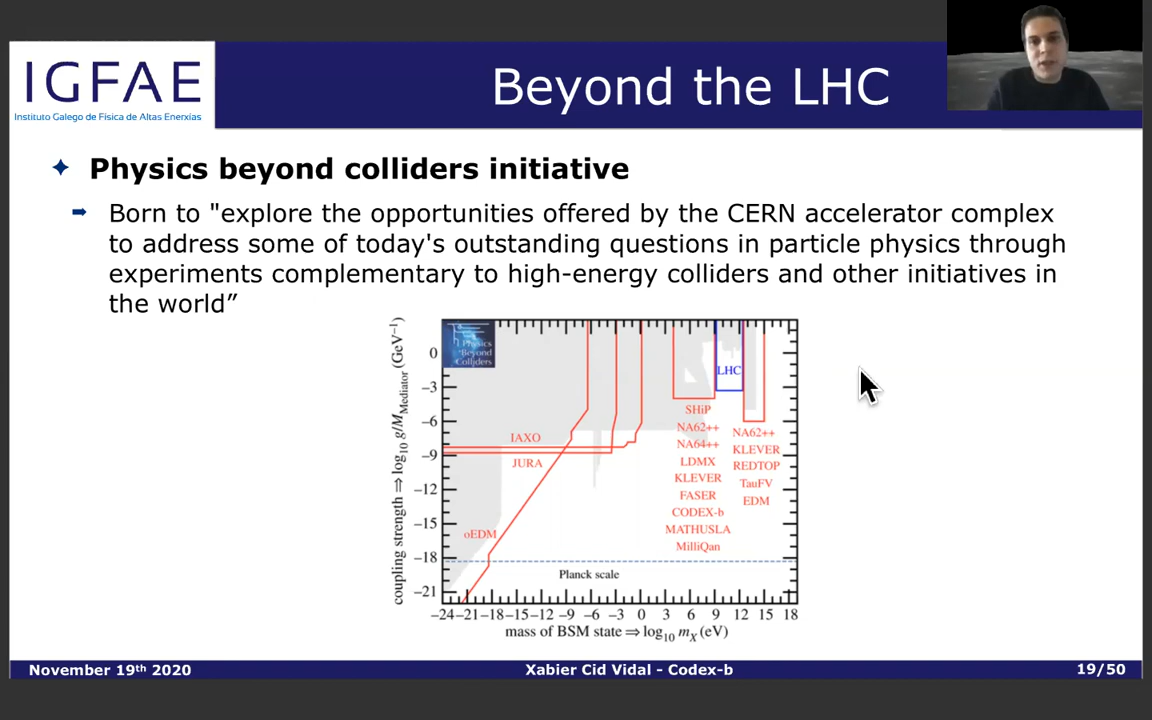 IGFAE
Instituto Galego de Física de Altas Enerxías
Beyond the LHC
Physics beyond colliders initiative
Born to "explore the opportunities offered by the CERN accelerator complex
to address some of today's outstanding questions in particle physics through
experiments complementary to high-energy colliders and other initiatives in
the world”
Physics
Beyond
Colliders
coupling strength ⇒ log₁₀ g/M_Mediator (GeV⁻¹)
0
−3
−6
−9
−12
−15
−18
−21
IAXO
JURA
oEDM
LHC
SHiP
NA62++
NA64++
LDMX
KLEVER
FASER
CODEX-b
MATHUSLA
MilliQan
NA62++
KLEVER
REDTOP
TauFV
EDM
Planck scale
−24 −21 −18 −15 −12 −9 −6 −3 0 3 6 9 12 15 18
mass of BSM state ⇒ log₁₀ m_X (eV)
November 19th 2020
Xabier Cid Vidal - Codex-b
19/50